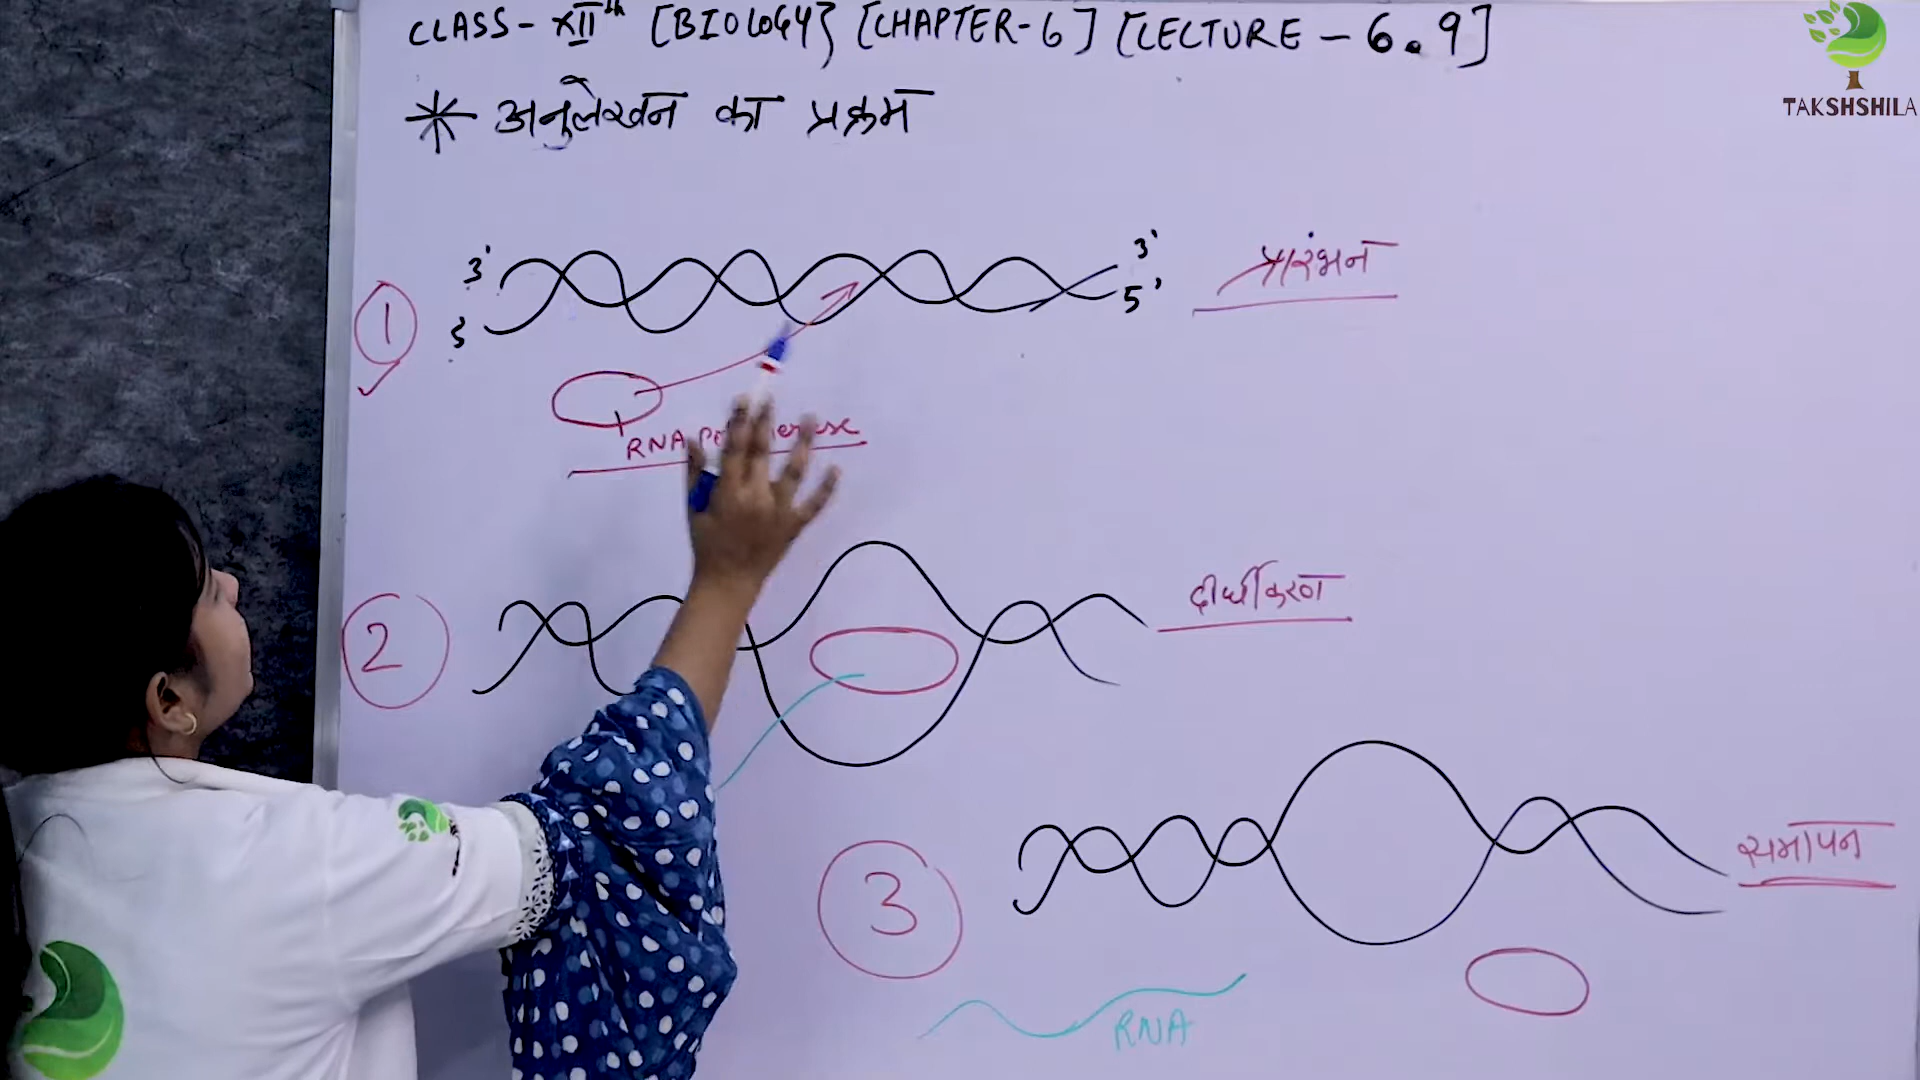 CLASS - XIIth [BIOLOGY} [CHAPTER-6] [LECTURE - 6.9]
TAKSHSHILA
* अनुलेखन का प्रक्रम
3' 3'
5 5'
प्रारंभन
1
RNA
2
दीर्घीकरण
3
समापन
RNA